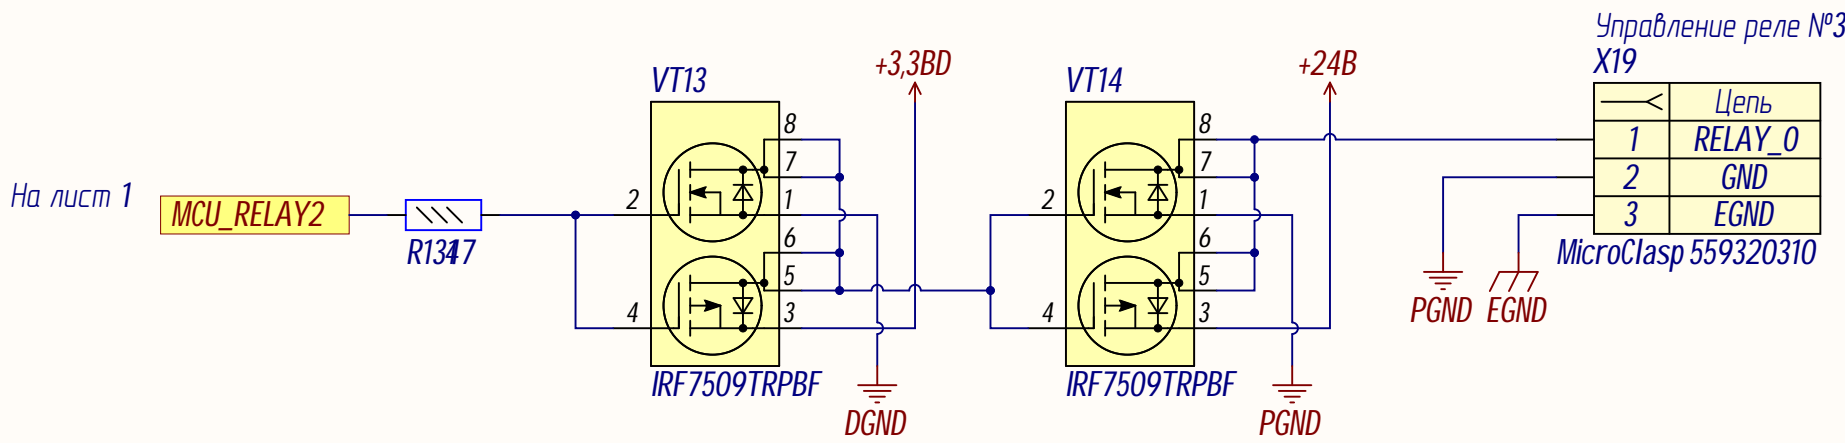 Управление реле №3
X19
Цепь
1 RELAY_0
2 GND
3 EGND
MicroClasp 559320310
PGND EGND
На лист 1
MCU_RELAY2
VT13
+3,3BD
2
4
8
7
1
6
5
3
IRF7509TRPBF
DGND
VT14
+24В
2
4
8
7
1
6
5
3
IRF7509TRPBF
PGND